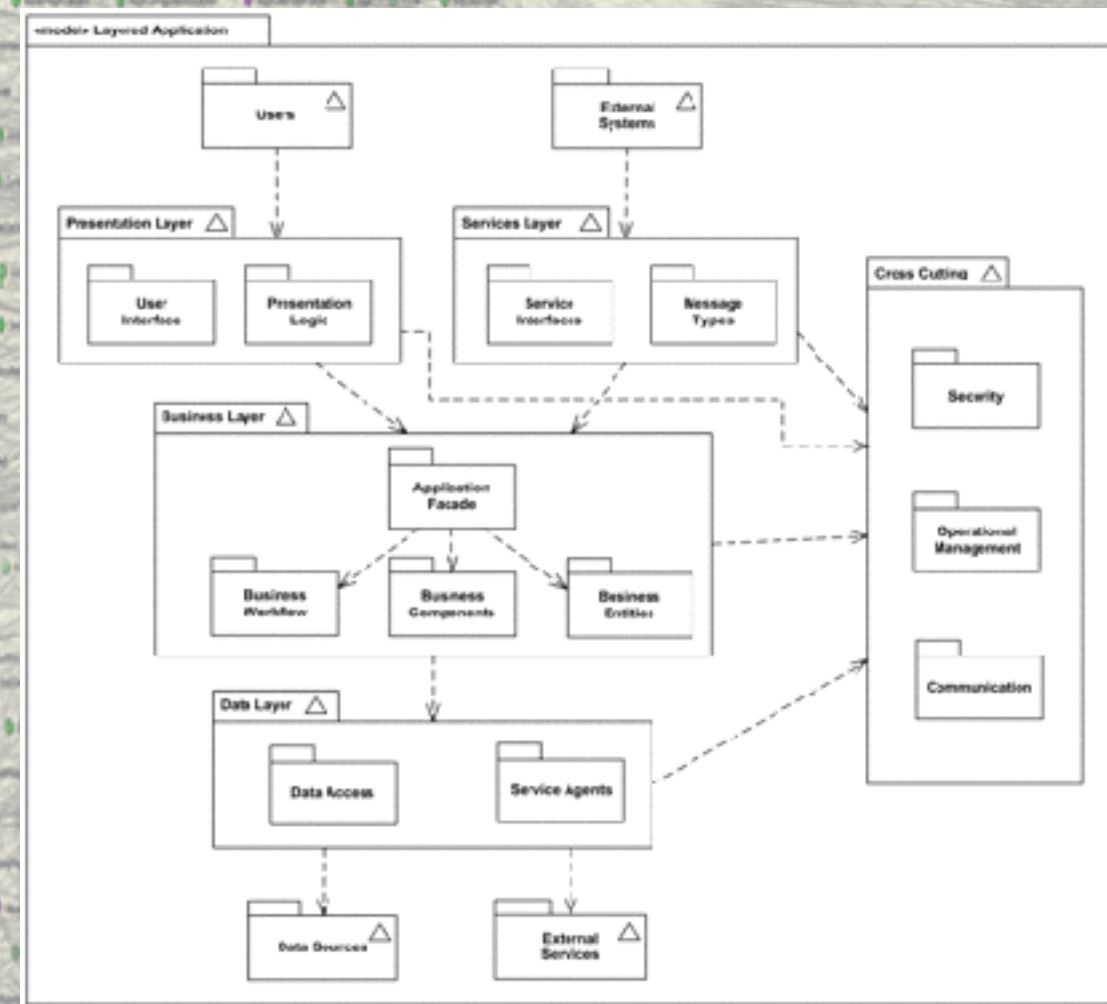 «model» Layered Application
Users
External
Systems
Presentation Layer
Services Layer
User
Interface
Presentation
Logic
Service
Interfaces
Message
Types
Cross Cutting
Security
Operational
Management
Communication
Business Layer
Application
Facade
Business
Workflow
Business
Components
Business
Entities
Data Layer
Data Access
Service Agents
Data Sources
External
Services